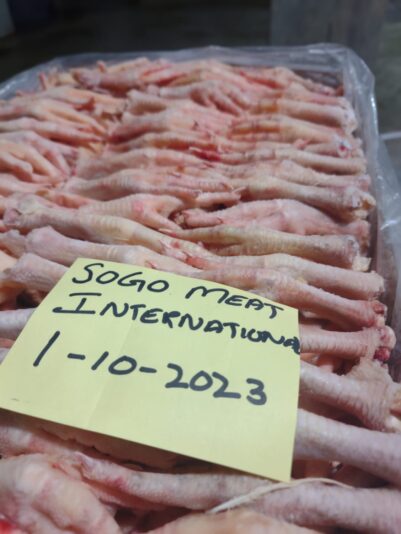 SOGO MEAT
INTERNATIONAL
1-10-2023